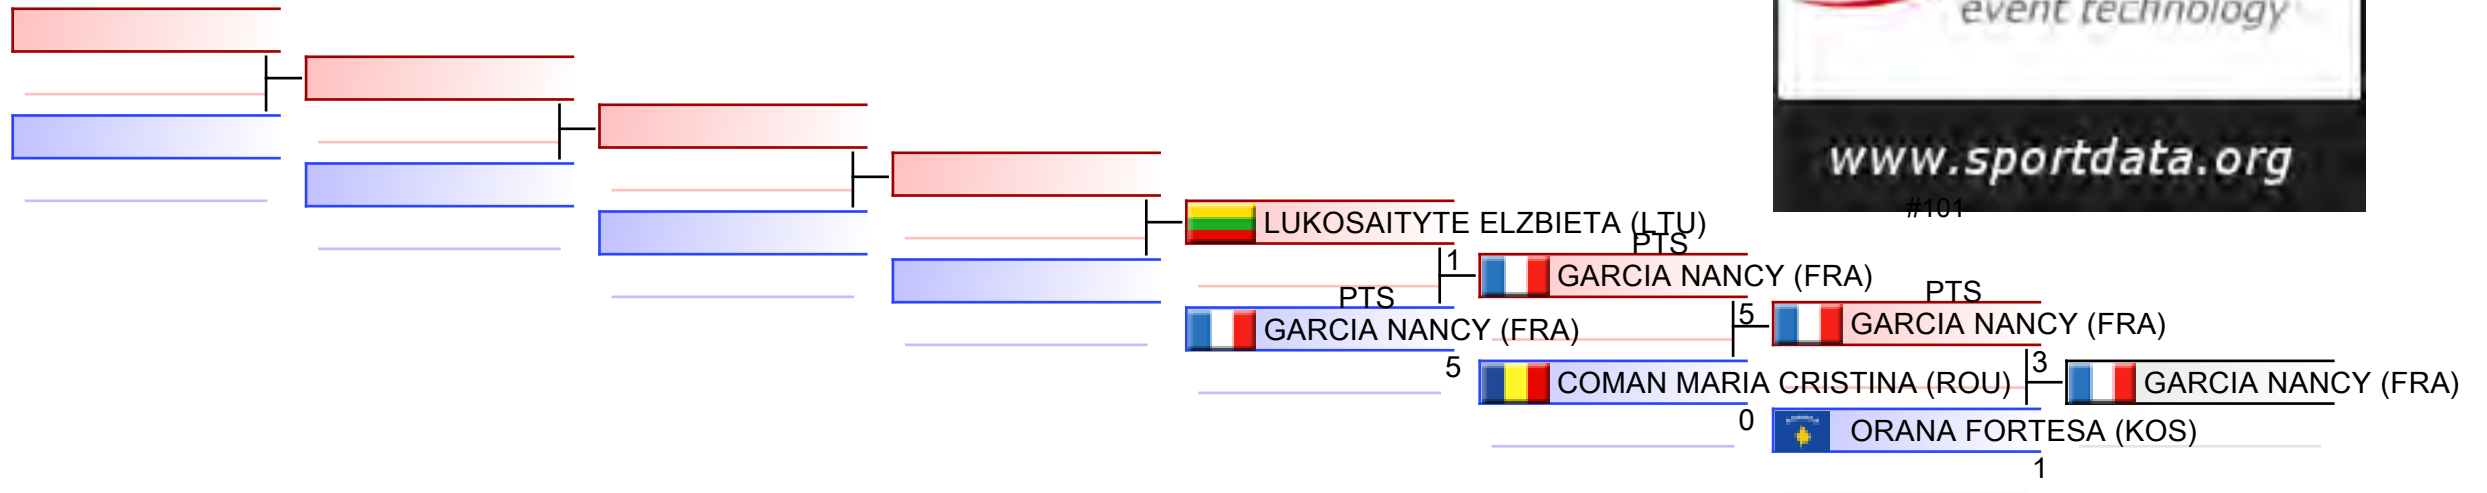 event technology
www.sportdata.org
#101
LUKOSAITYTE ELZBIETA (LTU)
PTS
1
GARCIA NANCY (FRA)
PTS
PTS
GARCIA NANCY (FRA)
5
GARCIA NANCY (FRA)
5
3
COMAN MARIA CRISTINA (ROU)
GARCIA NANCY (FRA)
0
ORANA FORTESA (KOS)
1